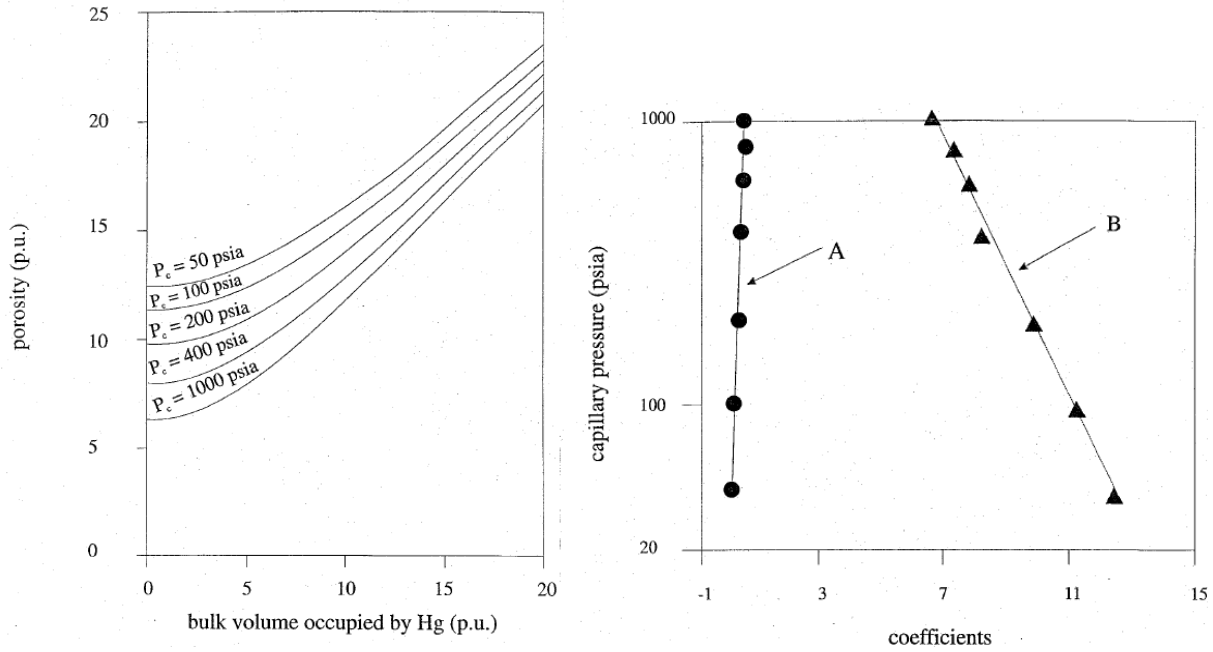 25
20
15
10
5
0
porosity (p.u.)
P_c = 50 psia
P_c = 100 psia
P_c = 200 psia
P_c = 400 psia
P_c = 1000 psia
0 5 10 15 20
bulk volume occupied by Hg (p.u.)
1000
100
20
capillary pressure (psia)
A
B
-1 3 7 11 15
coefficients